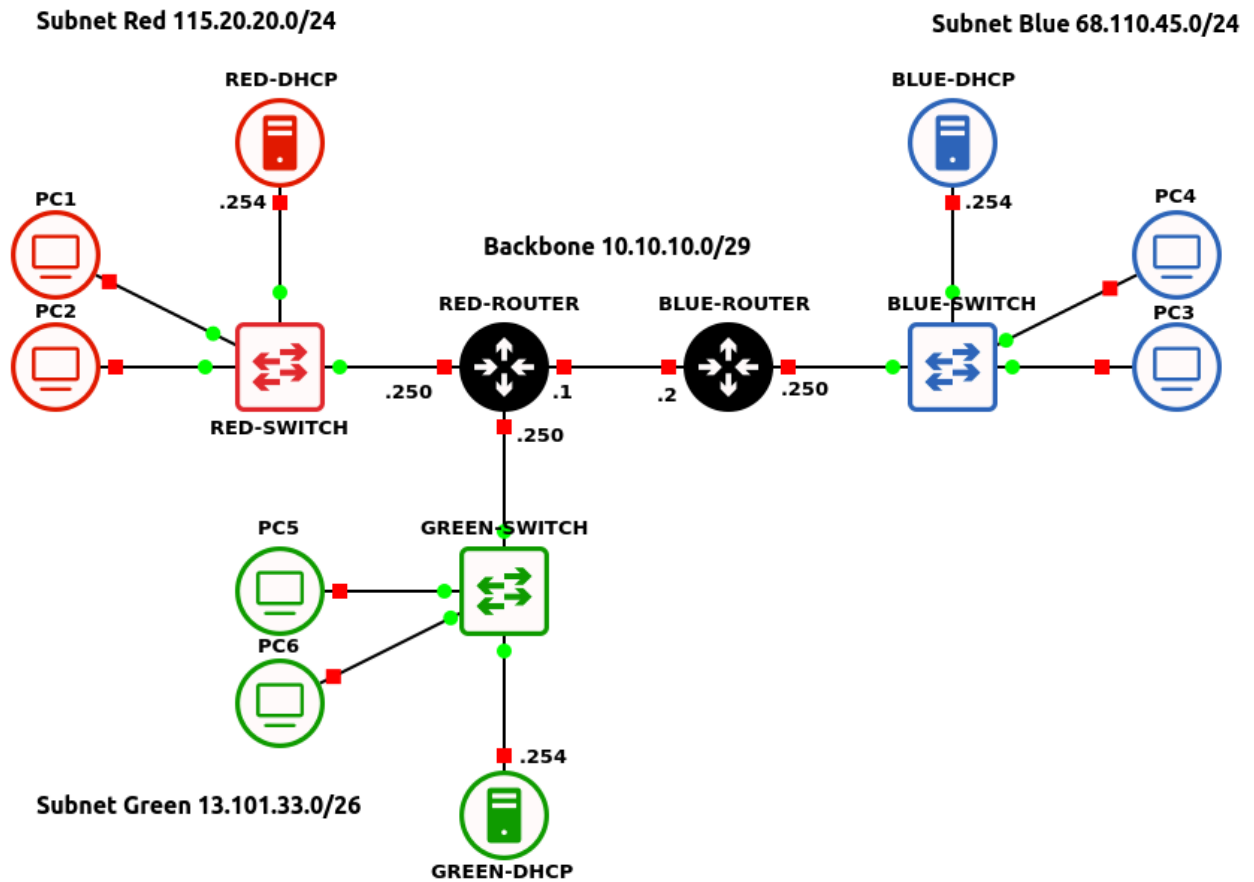 Subnet Red 115.20.20.0/24
Subnet Blue 68.110.45.0/24
RED-DHCP
BLUE-DHCP
PC1
.254
.254
PC4
Backbone 10.10.10.0/29
PC2
RED-ROUTER
BLUE-ROUTER
BLUE-SWITCH
PC3
.250
.1
.2
.250
RED-SWITCH
.250
PC5
GREEN-SWITCH
PC6
.254
Subnet Green 13.101.33.0/26
GREEN-DHCP